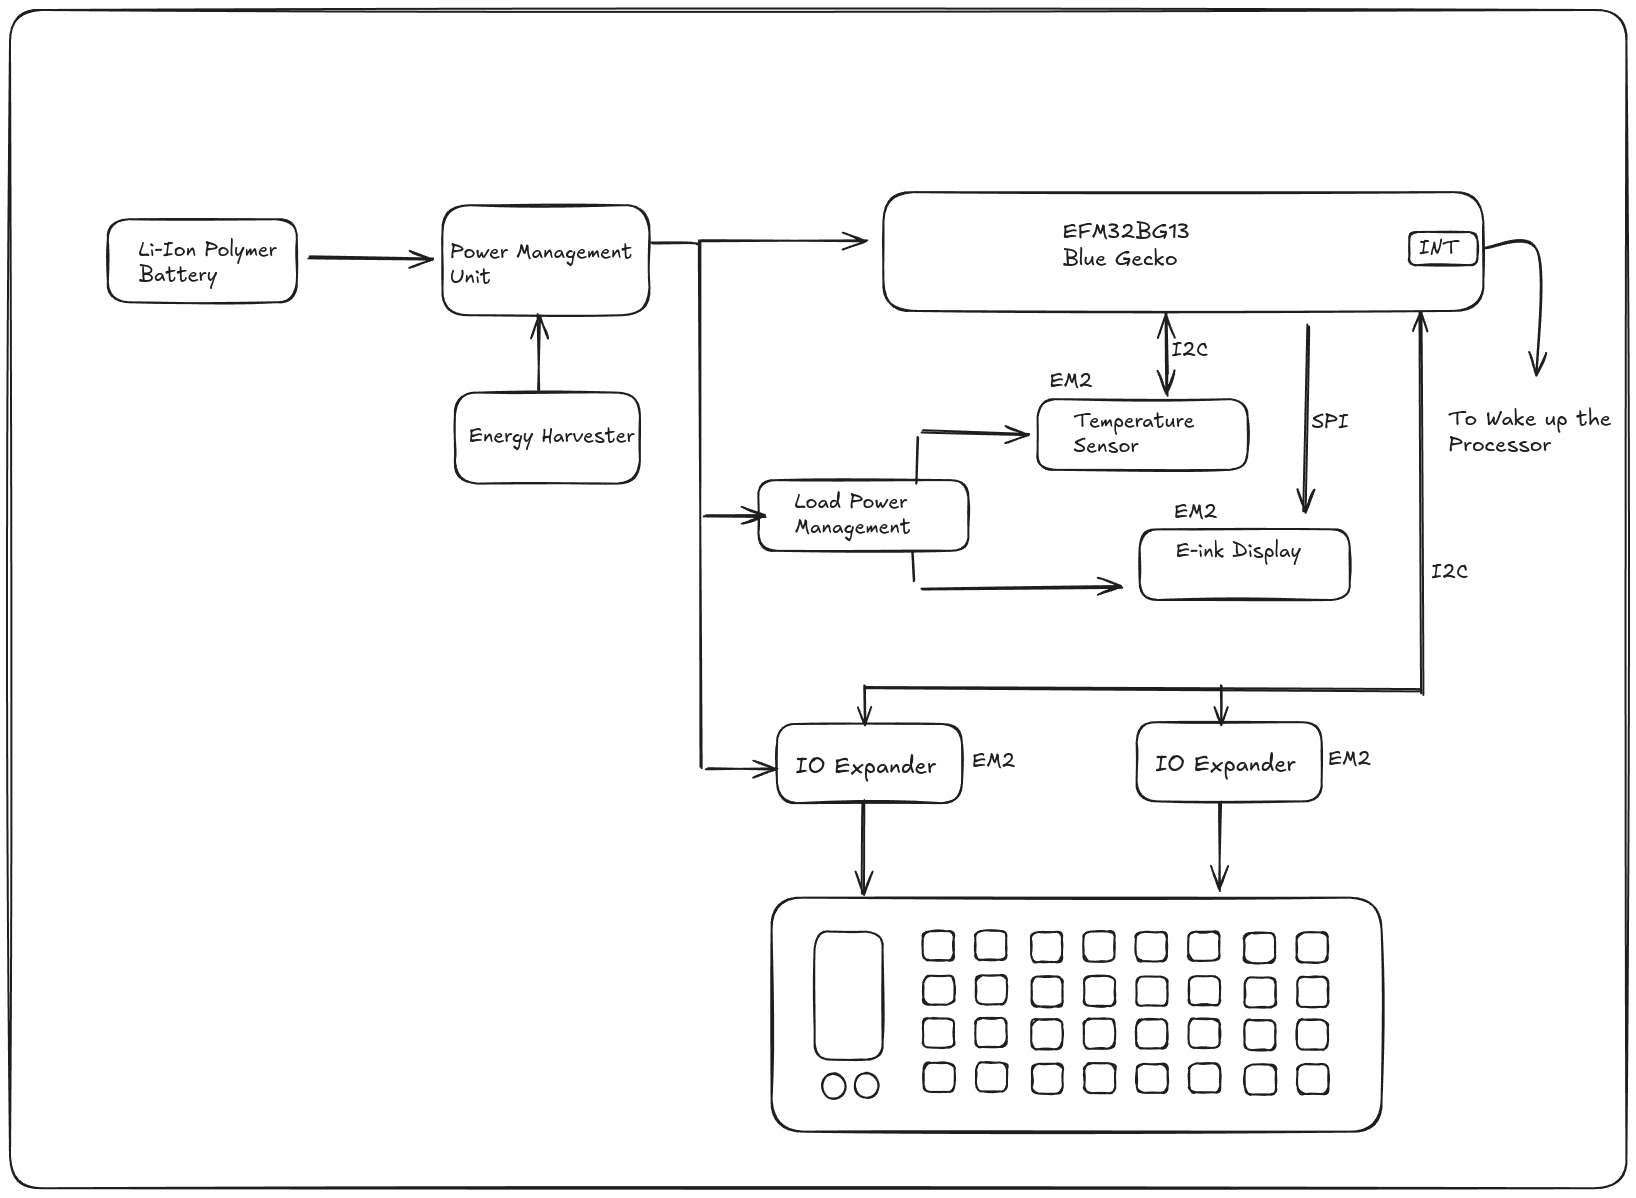 Li-Ion Polymer
Battery
Power Management
Unit
EFM32BG13
Blue Gecko
INT
I2C
EM2
Temperature
Sensor
SPI
To Wake up the
Processor
Energy Harvester
Load Power
Management
EM2
E-ink Display
I2C
IO Expander
EM2
IO Expander
EM2